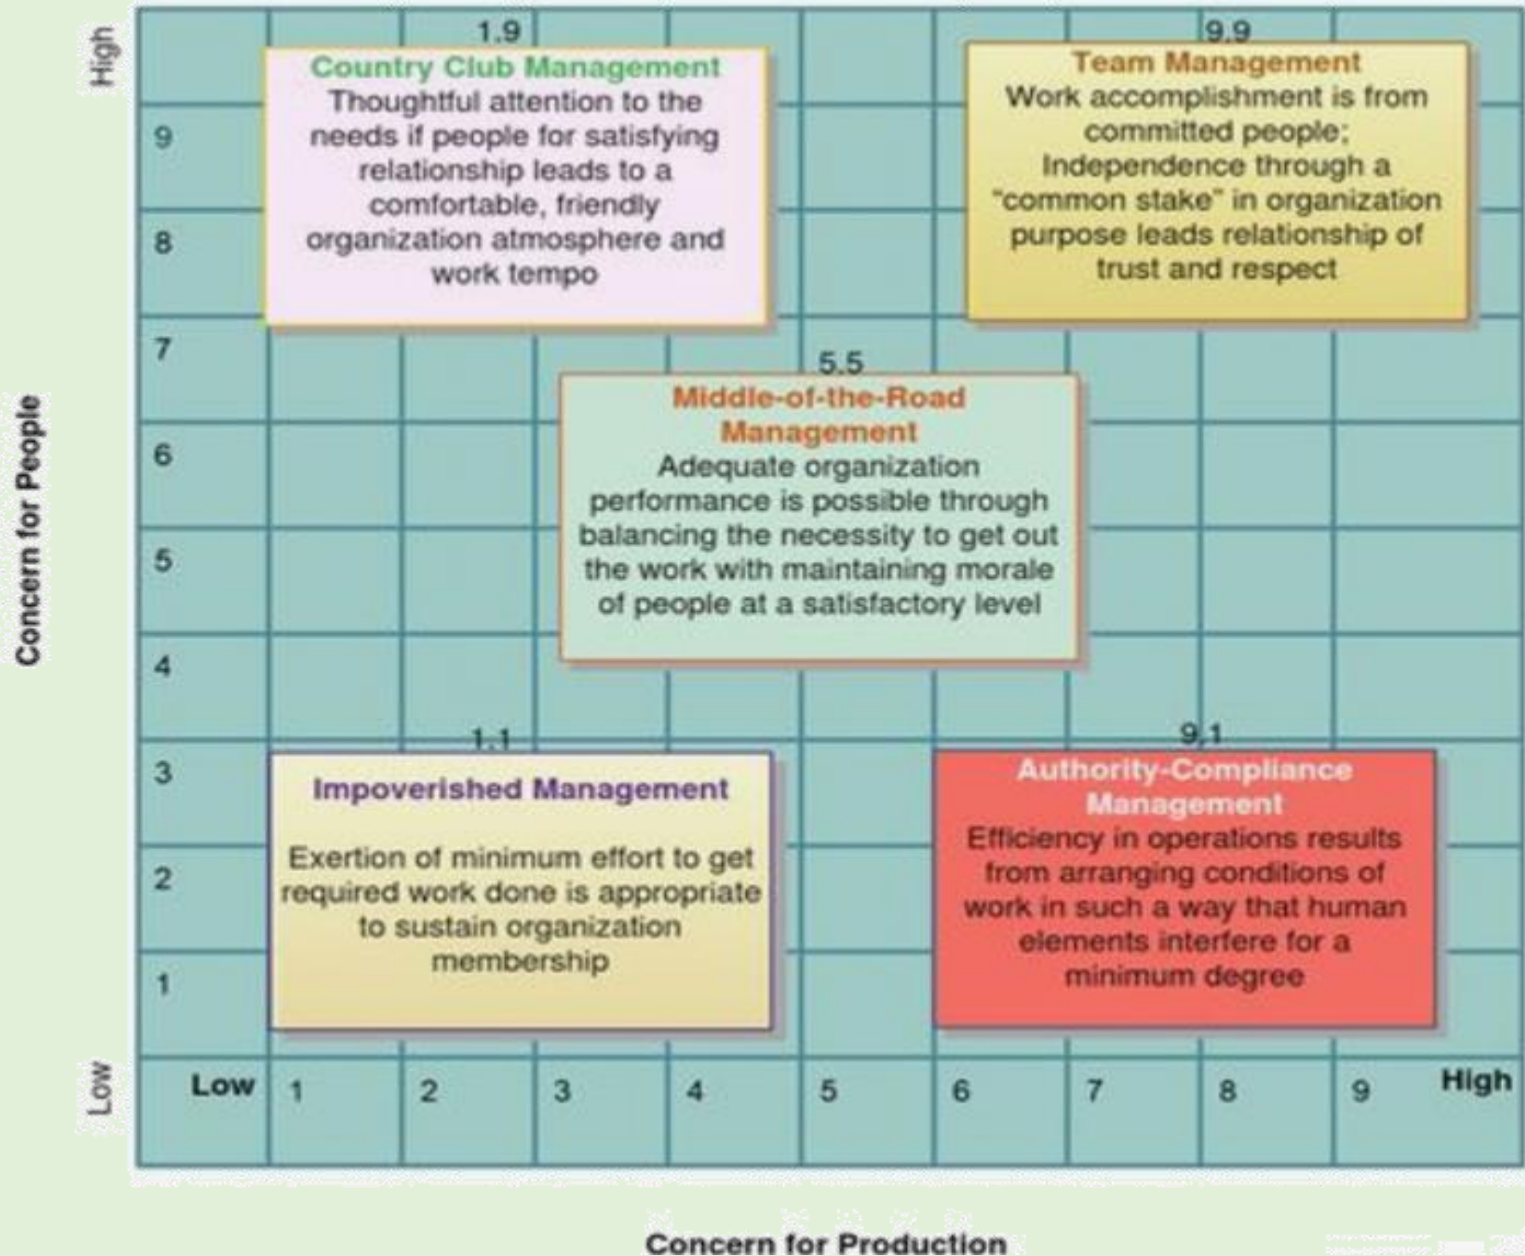 High
1.9
Country Club Management
Thoughtful attention to the
needs if people for satisfying
relationship leads to a
comfortable, friendly
organization atmosphere and
work tempo
9.9
Team Management
Work accomplishment is from
committed people;
Independence through a
“common stake” in organization
purpose leads relationship of
trust and respect
9
8
7
6
5
4
3
2
1
Concern for People
5.5
Middle-of-the-Road
Management
Adequate organization
performance is possible through
balancing the necessity to get out
the work with maintaining morale
of people at a satisfactory level
1.1
Impoverished Management
Exertion of minimum effort to get
required work done is appropriate
to sustain organization
membership
9,1
Authority-Compliance
Management
Efficiency in operations results
from arranging conditions of
work in such a way that human
elements interfere for a
minimum degree
Low
Low 1 2 3 4 5 6 7 8 9 High
Concern for Production